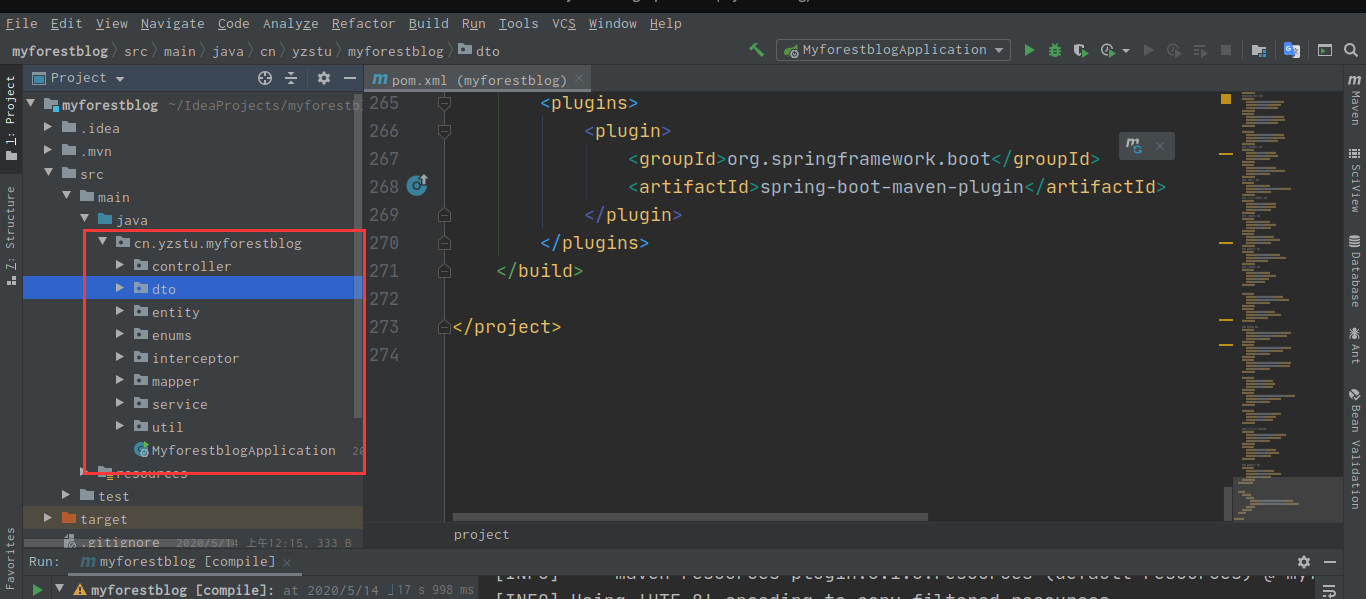 File Edit View Navigate Code Analyze Refactor Build Run Tools VCS Window Help
myforestblog src main java cn yzstu myforestblog dto
MyforestblogApplication
1: Project
Z: Structure
Favorites
Project
myforestblog ~/IdeaProjects/myforestb
.idea
.mvn
src
main
java
cn.yzstu.myforestblog
controller
dto
entity
enums
interceptor
mapper
service
util
MyforestblogApplication 20
resources
test
target
.gitignore 2020/5/14 上午12:15, 333 B
pom.xml (myforestblog)
265 <plugins>
266 <plugin>
267 <groupId>org.springframework.boot</groupId>
268 <artifactId>spring-boot-maven-plugin</artifactId>
269 </plugin>
270 </plugins>
271 </build>
272
273 </project>
274
project
Maven
SciView
Database
Ant
Bean Validation
Run: myforestblog [compile]
myforestblog [compile]: at 2020/5/14 17 s 998 ms
[INFO] Using 'UTF-8' encoding to copy filtered resources